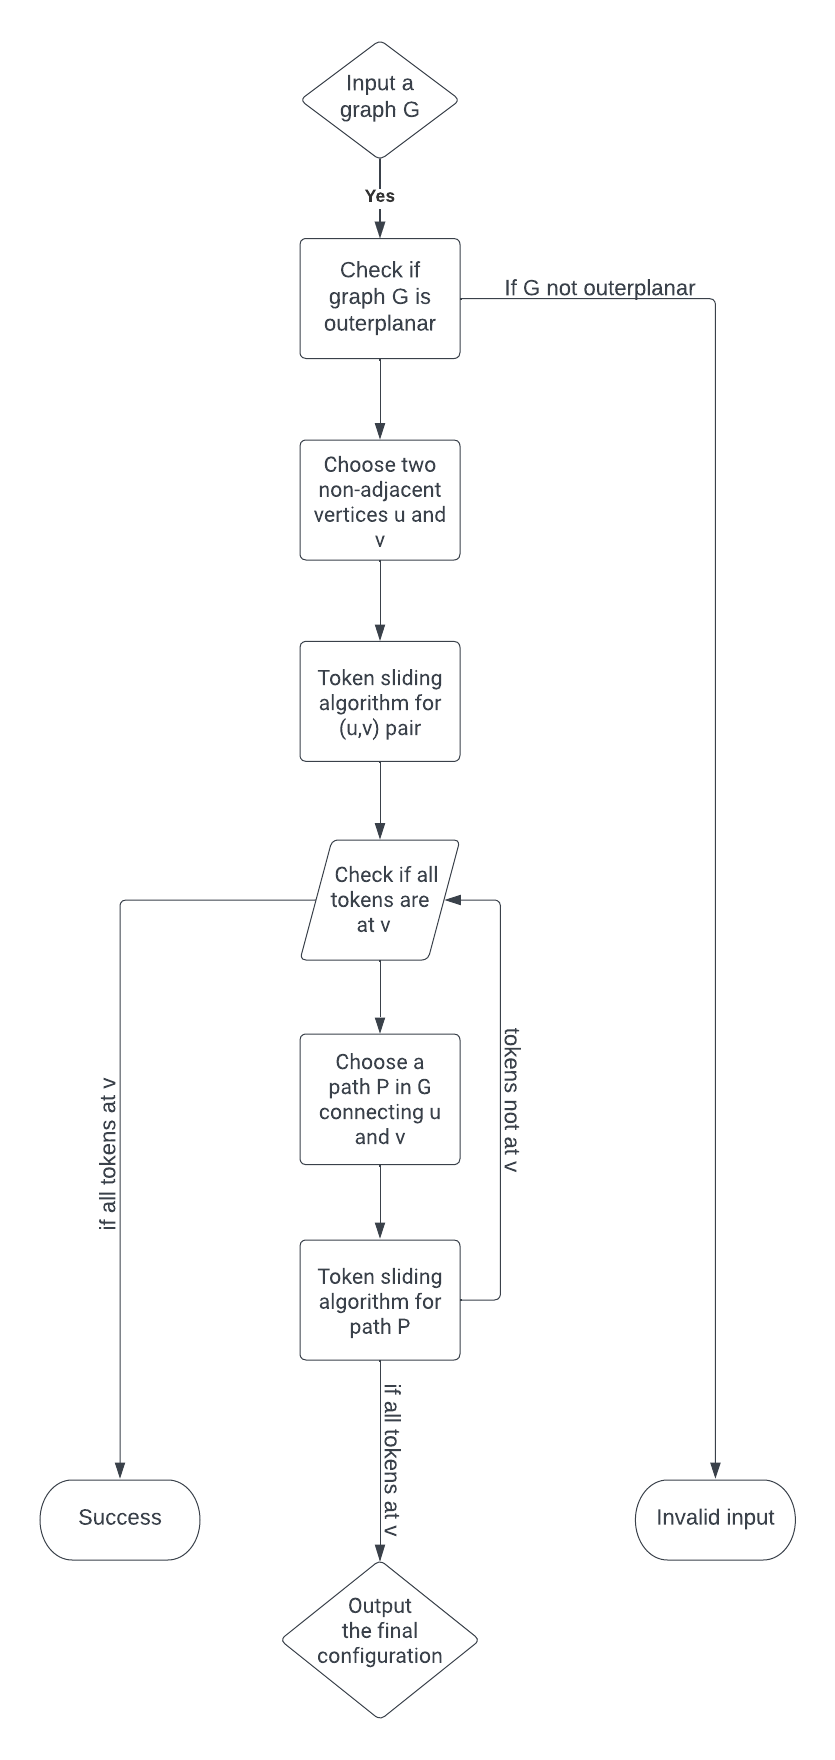 Input a
graph G
Yes
Check if
graph G is
outerplanar
If G not outerplanar
Choose two
non-adjacent
vertices u and
v
Token sliding
algorithm for
(u,v) pair
Check if all
tokens are
at v
Choose a
path P in G
connecting u
and v
tokens not at v
if all tokens at v
Token sliding
algorithm for
path P
if all tokens at v
Success
Invalid input
Output
the final
configuration